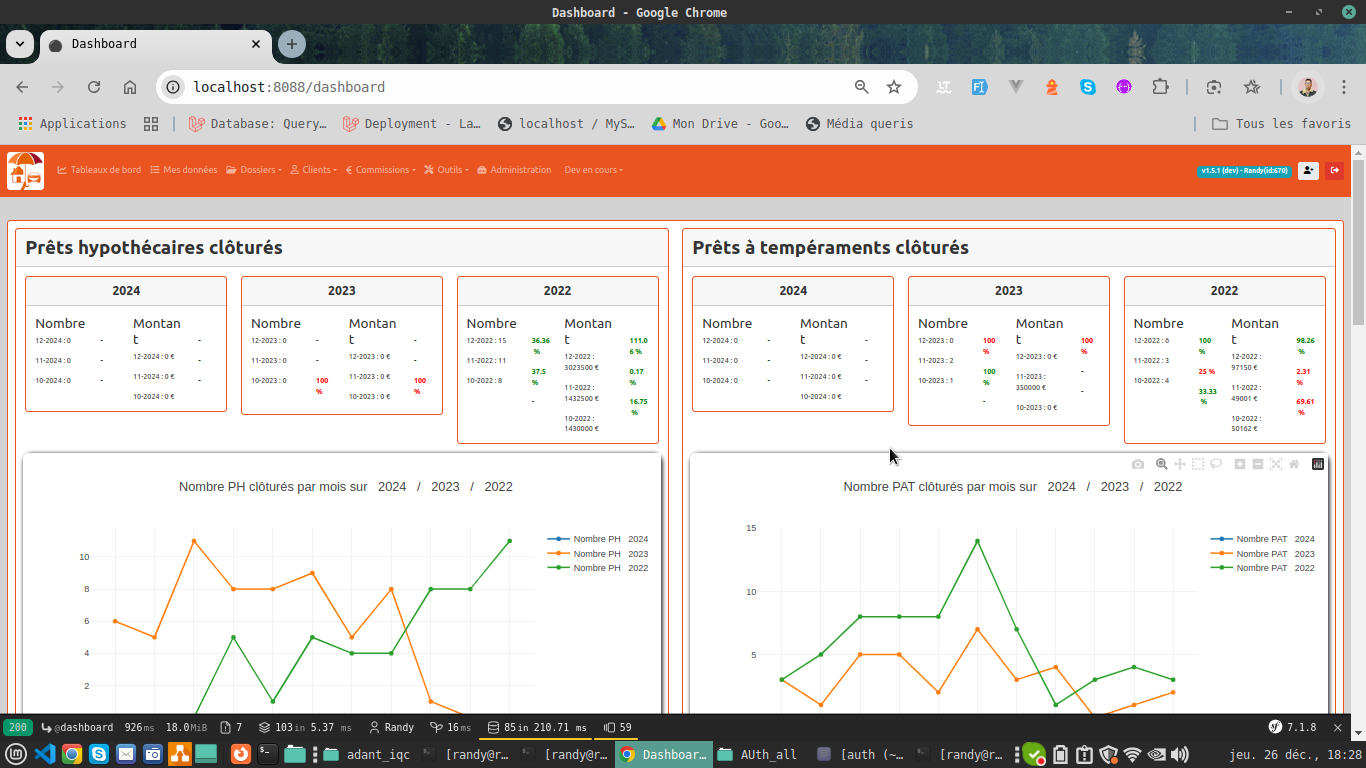 Dashboard - Google Chrome
Dashboard
localhost:8088/dashboard
Applications
Database: Query…
Deployment - La…
localhost / MyS…
Mon Drive - Goo…
Média queris
Tous les favoris
Tableaux de bord
Mes données
Dossiers
Clients
Commissions
Outils
Administration
Dev en cours
v1.5.1 (dev) - Randy(id:670)
Prêts hypothécaires clôturés
2024
Nombre
12-2024 : 0 -
11-2024 : 0 -
10-2024 : 0 -
Montan
t
12-2024 : 0 €
11-2024 : 0 €
10-2024 : 0 €
-
-
2023
Nombre
12-2023 : 0 -
11-2023 : 0 -
10-2023 : 0
100
%
Montan
t
12-2023 : 0 €
11-2023 : 0 €
10-2023 : 0 €
-
-
100
%
2022
Nombre
12-2022 : 15
11-2022 : 11
10-2022 : 8
36.36
%
37.5
%
-
Montan
t
12-2022 :
3023500 €
11-2022 :
1432500 €
10-2022 :
1430000 €
111.0
6 %
0.17
%
16.75
%
Nombre PH clôturés par mois sur 2024 / 2023 / 2022
10
8
6
4
2
Nombre PH 2024
Nombre PH 2023
Nombre PH 2022
Prêts à tempéraments clôturés
2024
Nombre
12-2024 : 0 -
11-2024 : 0 -
10-2024 : 0 -
Montan
t
12-2024 : 0 €
11-2024 : 0 €
10-2024 : 0 €
-
-
2023
Nombre
12-2023 : 0
11-2023 : 2
10-2023 : 1
100
%
100
%
-
Montan
t
12-2023 : 0 €
11-2023 :
350000 €
10-2023 : 0 €
100
%
-
-
2022
Nombre
12-2022 : 6
11-2022 : 3
10-2022 : 4
100
%
25 %
33.33
%
Montan
t
12-2022 :
97150 €
11-2022 :
49001 €
10-2022 :
50162 €
98.26
%
2.31
%
69.61
%
Nombre PAT clôturés par mois sur 2024 / 2023 / 2022
15
10
5
Nombre PAT 2024
Nombre PAT 2023
Nombre PAT 2022
200
@dashboard
926 ms
18.0 MiB
7
103 in 5.37 ms
Randy
16 ms
85 in 210.71 ms
59
sf
7.1.8
adant_iqc
[randy@r…
[randy@r…
Dashboar…
AUth_all
[auth (~…
[randy@r…
jeu. 26 déc., 18:28